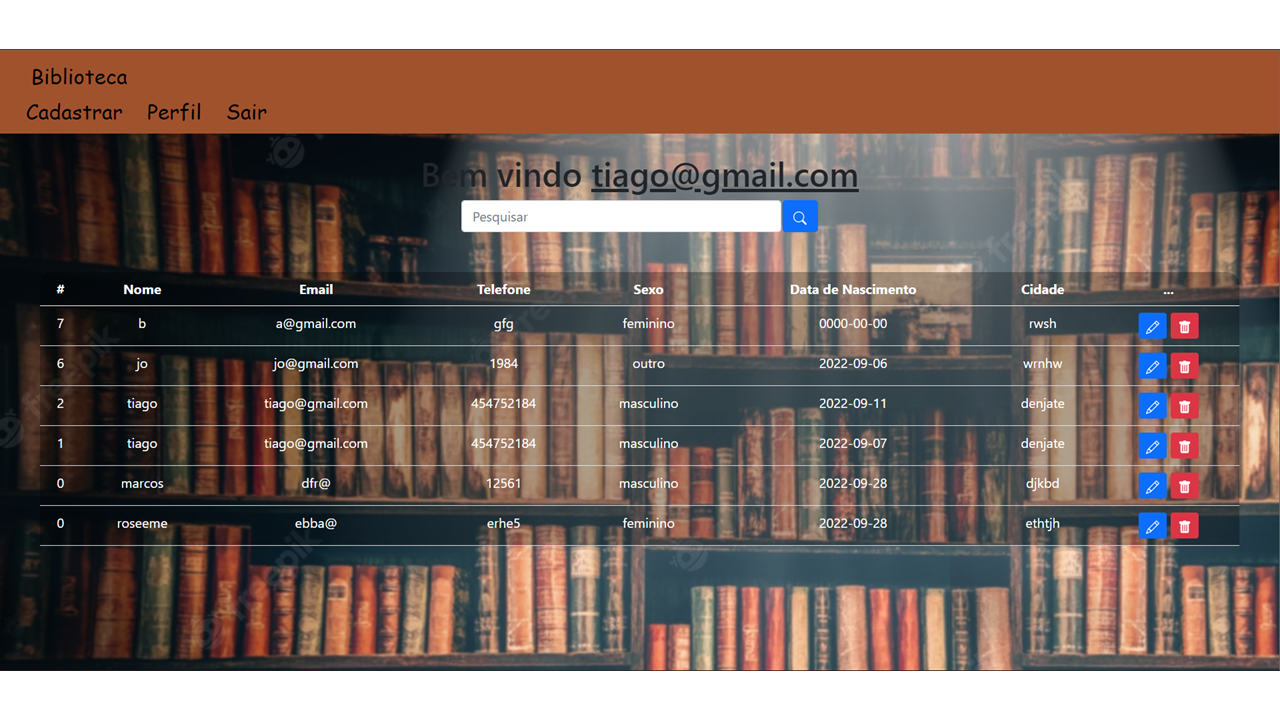 Biblioteca
Cadastrar Perfil Sair
Bem vindo tiago@gmail.com
Pesquisar
# Nome Email Telefone Sexo Data de Nascimento Cidade ...
7 b a@gmail.com gfg feminino 0000-00-00 rwsh
6 jo jo@gmail.com 1984 outro 2022-09-06 wrnhw
2 tiago tiago@gmail.com 454752184 masculino 2022-09-11 denjate
1 tiago tiago@gmail.com 454752184 masculino 2022-09-07 denjate
0 marcos dfr@ 12561 masculino 2022-09-28 djkbd
0 roseeme ebba@ erhe5 feminino 2022-09-28 ethtjh